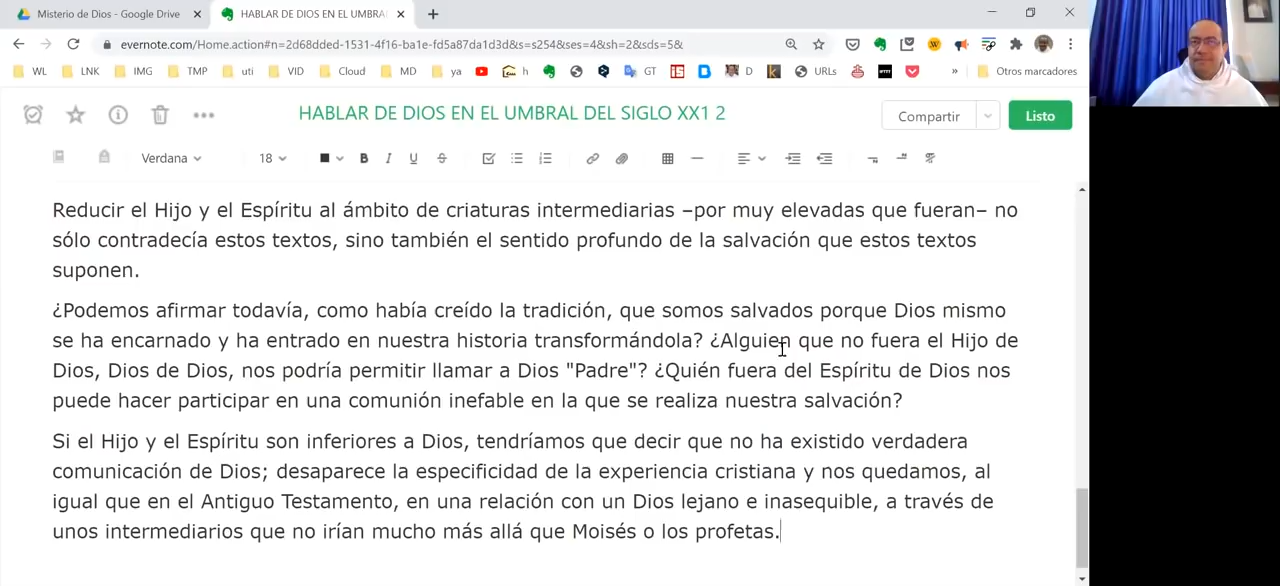 Misterio de Dios - Google Drive
HABLAR DE DIOS EN EL UMBRA
evernote.com/Home.action#n=2d68dded-1531-4f16-ba1e-fd5a87da1d3d&s=s254&ses=4&sh=2&sds=5&
WL LNK IMG TMP uti VID Cloud MD ya h GT D K URLs » Otros marcadores
HABLAR DE DIOS EN EL UMBRAL DEL SIGLO XX1 2
Compartir
Listo
Verdana 18 B I U S
Reducir el Hijo y el Espíritu al ámbito de criaturas intermediarias –por muy elevadas que fueran– no
sólo contradecía estos textos, sino también el sentido profundo de la salvación que estos textos
suponen.
¿Podemos afirmar todavía, como había creído la tradición, que somos salvados porque Dios mismo
se ha encarnado y ha entrado en nuestra historia transformándola? ¿Alguien que no fuera el Hijo de
Dios, Dios de Dios, nos podría permitir llamar a Dios "Padre"? ¿Quién fuera del Espíritu de Dios nos
puede hacer participar en una comunión inefable en la que se realiza nuestra salvación?
Si el Hijo y el Espíritu son inferiores a Dios, tendríamos que decir que no ha existido verdadera
comunicación de Dios; desaparece la especificidad de la experiencia cristiana y nos quedamos, al
igual que en el Antiguo Testamento, en una relación con un Dios lejano e inasequible, a través de
unos intermediarios que no irían mucho más allá que Moisés o los profetas.